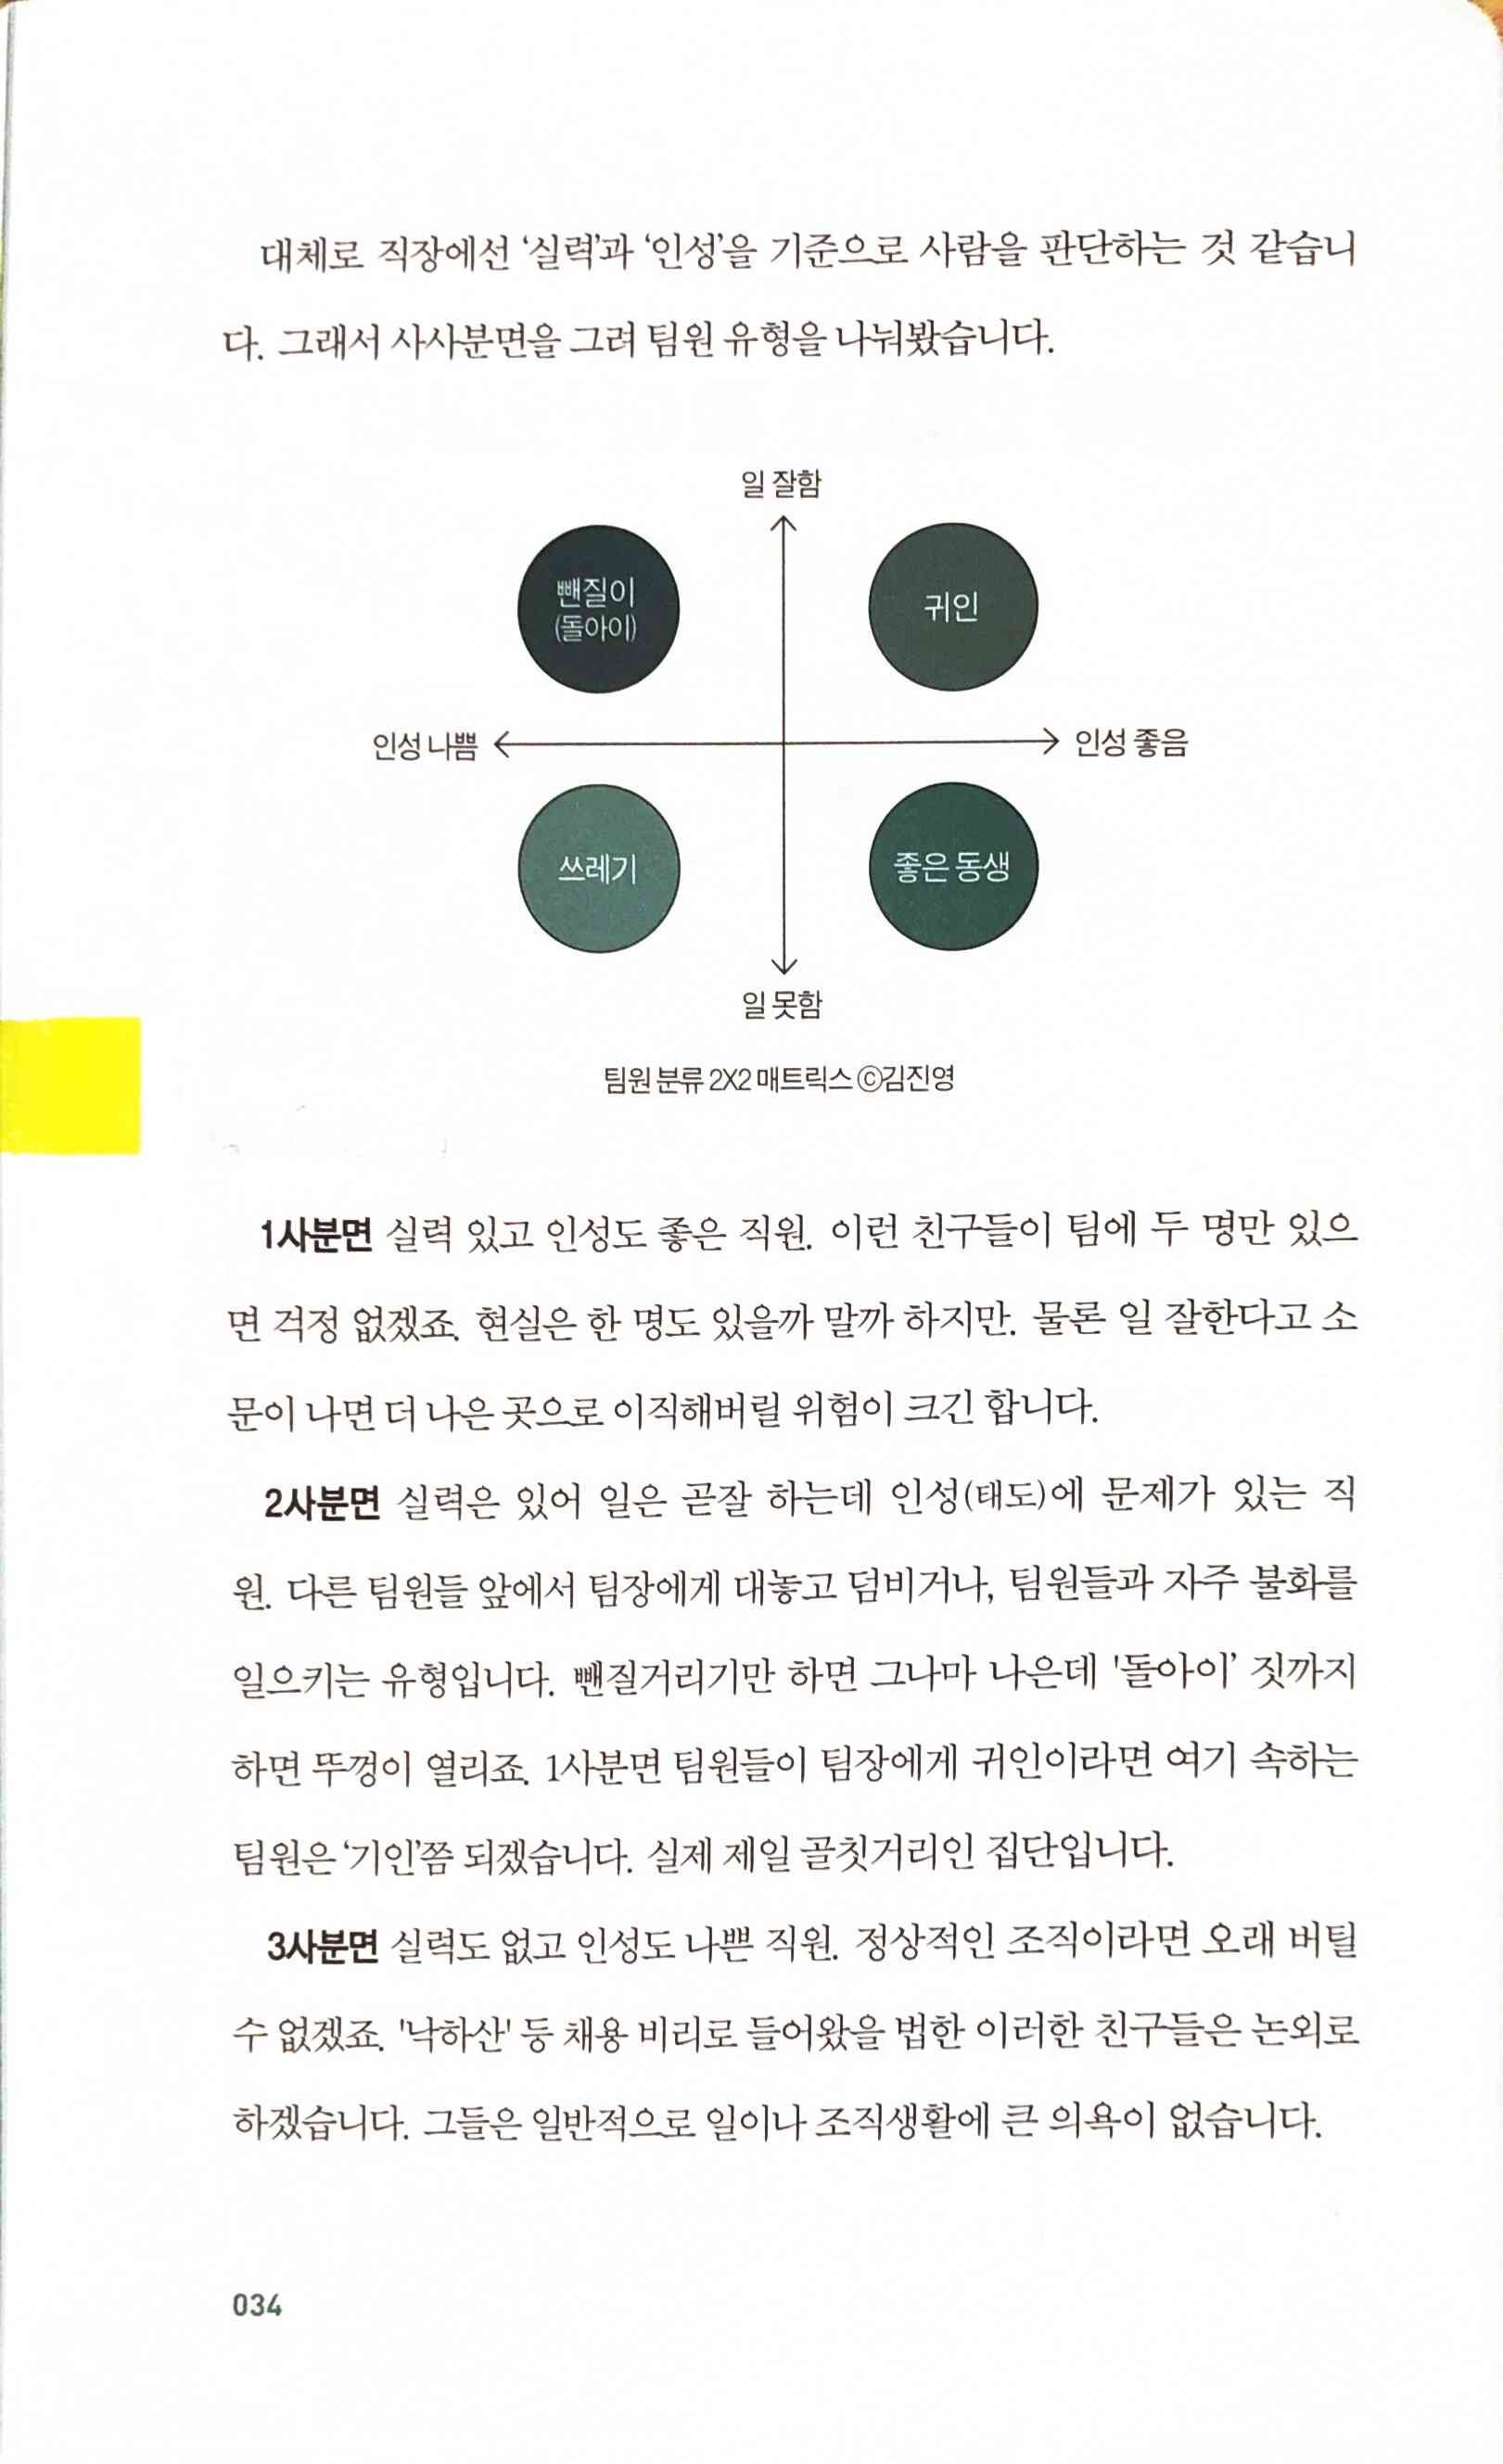 대체로 직장에선 ‘실력’과 ‘인성’을 기준으로 사람을 판단하는 것 같습니
다. 그래서 사사분면을 그려 팀원 유형을 나눠봤습니다.
일 잘함
뺀질이
(돌아이)
귀인
인성 나쁨
인성 좋음
쓰레기
좋은 동생
일 못함
팀원 분류 2X2 매트릭스 ⓒ김진영
1사분면 실력 있고 인성도 좋은 직원. 이런 친구들이 팀에 두 명만 있으
면 걱정 없겠죠. 현실은 한 명도 있을까 말까 하지만. 물론 일 잘한다고 소
문이 나면 더 나은 곳으로 이직해버릴 위험이 크긴 합니다.
2사분면 실력은 있어 일은 곧잘 하는데 인성(태도)에 문제가 있는 직
원. 다른 팀원들 앞에서 팀장에게 대놓고 덤비거나, 팀원들과 자주 불화를
일으키는 유형입니다. 뺀질거리기만 하면 그나마 나은데 '돌아이’ 짓까지
하면 뚜껑이 열리죠. 1사분면 팀원들이 팀장에게 귀인이라면 여기 속하는
팀원은 ‘기인’쯤 되겠습니다. 실제 제일 골칫거리인 집단입니다.
3사분면 실력도 없고 인성도 나쁜 직원. 정상적인 조직이라면 오래 버틸
수 없겠죠. '낙하산' 등 채용 비리로 들어왔을 법한 이러한 친구들은 논외로
하겠습니다. 그들은 일반적으로 일이나 조직생활에 큰 의욕이 없습니다.
034